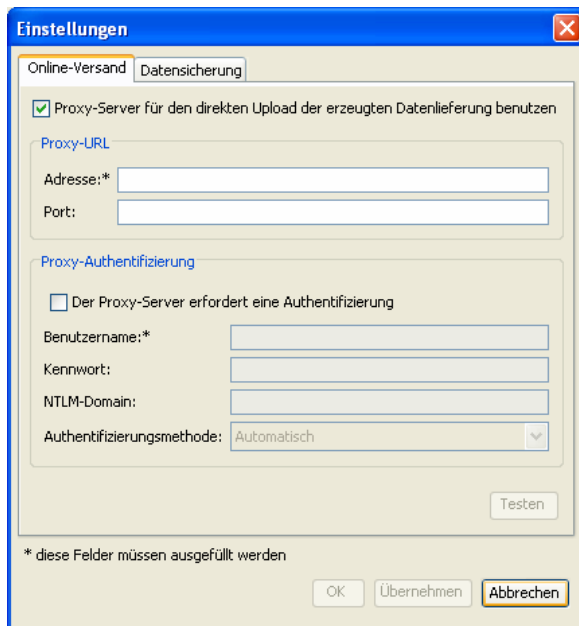 Einstellungen
Online-Versand Datensicherung
Proxy-Server für den direkten Upload der erzeugten Datenlieferung benutzen
Proxy-URL
Adresse:*
Port:
Proxy-Authentifizierung
Der Proxy-Server erfordert eine Authentifizierung
Benutzername:*
Kennwort:
NTLM-Domain:
Authentifizierungsmethode: Automatisch
Testen
* diese Felder müssen ausgefüllt werden
OK Übernehmen Abbrechen